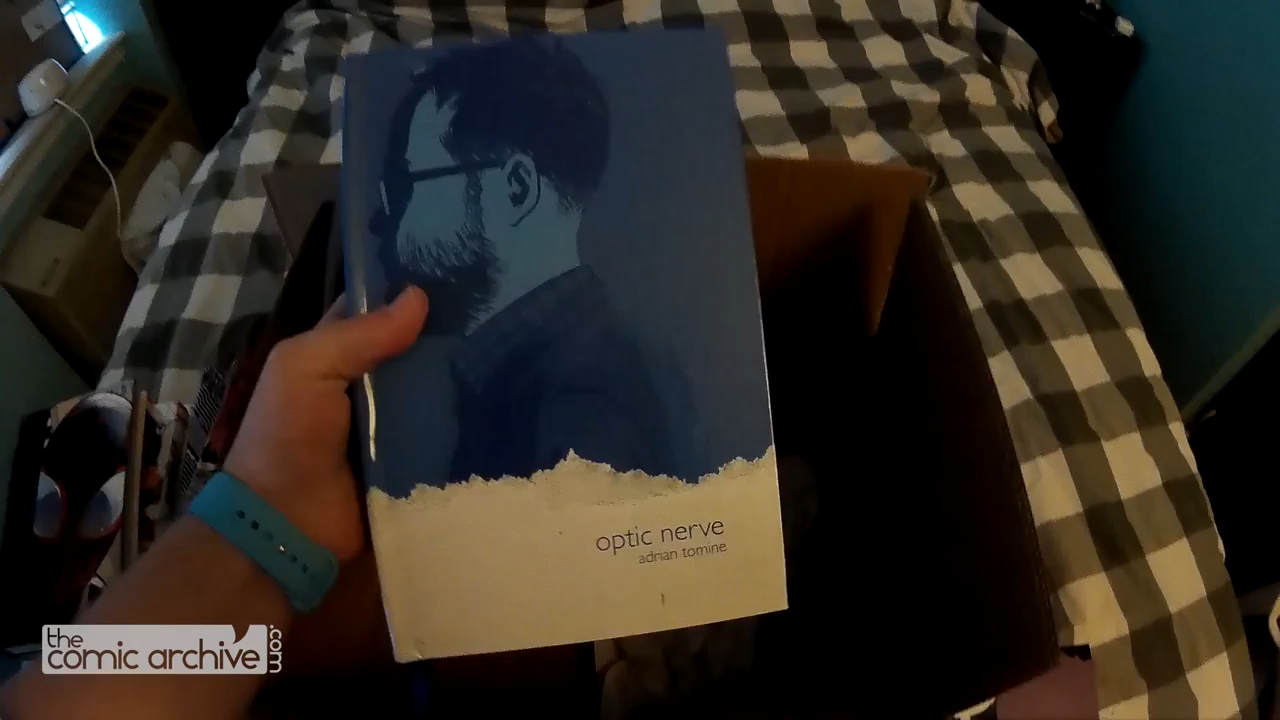 optic nerve
adrian tomine
the
comic archive
.com